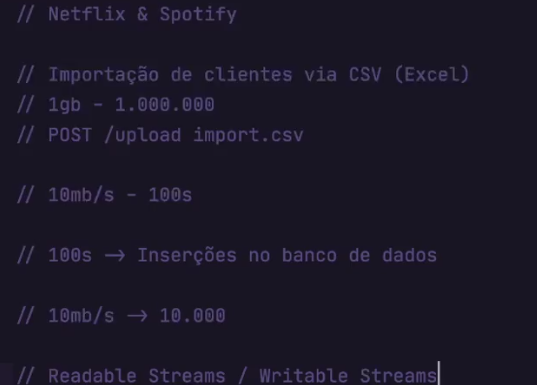 // Netflix & Spotify
// Importação de clientes via CSV (Excel)
// 1gb - 1.000.000
// POST /upload import.csv
// 10mb/s - 100s
// 100s -> Inserções no banco de dados
// 10mb/s -> 10.000
// Readable Streams / Writable Streams